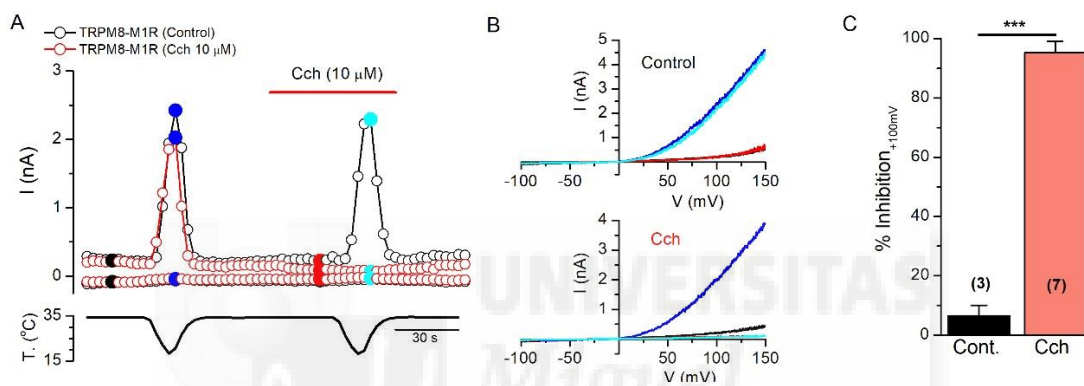 A
TRPM8-M1R (Control)
TRPM8-M1R (Cch 10 μM)
Cch (10 μM)
I (nA)
3
2
1
0
T. (°C)
35
15
30 s
B
Control
I (nA)
5
4
3
2
1
-100
-50
50
100
150
V (mV)
Cch
I (nA)
4
3
2
1
-100
-50
50
100
150
V (mV)
C
% Inhibition+100mV
100
80
60
40
20
0
***
(3)
(7)
Cont.
Cch
UNIVERSITAS
Miguel